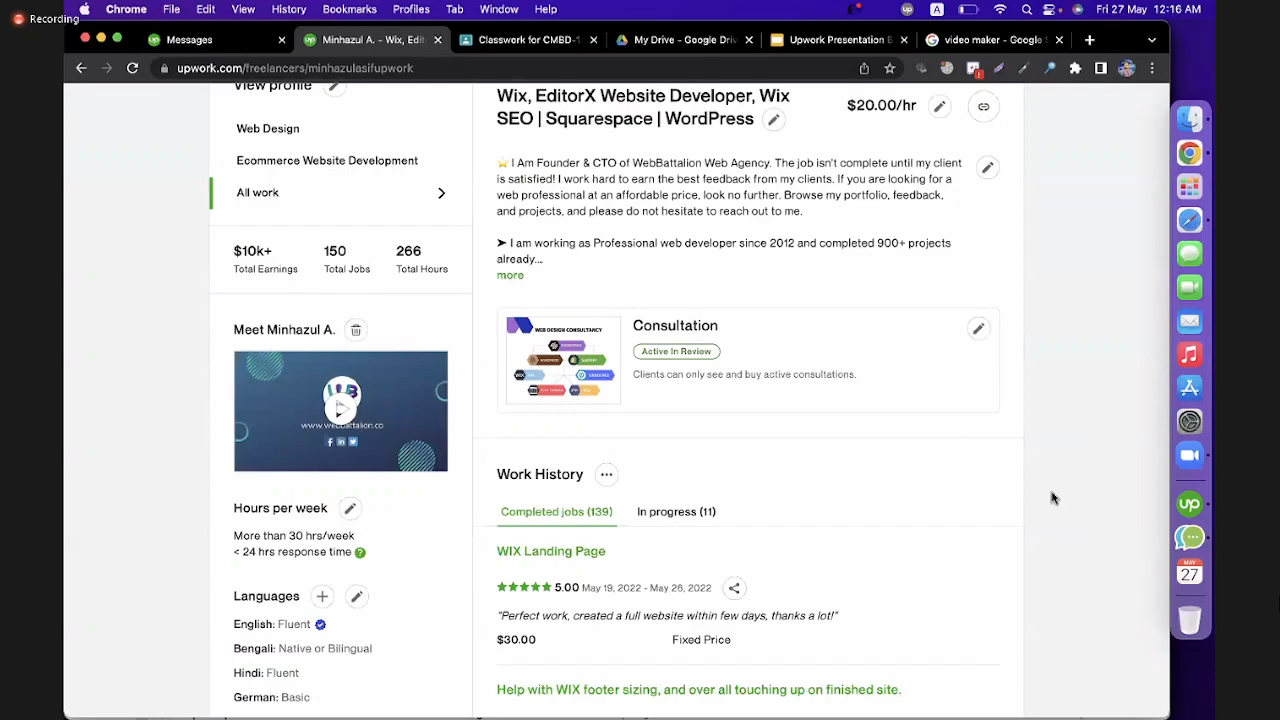 Recording
Chrome File Edit View History Bookmarks Profiles Tab Window Help
A
Fri 27 May 12:16 AM
Messages
Minhazul A. – Wix, Edit
Classwork for CMBD-1
My Drive - Google Driv
Upwork Presentation B
video maker - Google S
upwork.com/freelancers/minhazulasifupwork
View profile
Web Design
Ecommerce Website Development
All work
$10k+ 150 266
Total Earnings Total Jobs Total Hours
Meet Minhazul A.
www.webbattalion.co
Hours per week
More than 30 hrs/week
< 24 hrs response time
Languages
English: Fluent
Bengali: Native or Bilingual
Hindi: Fluent
German: Basic
Wix, EditorX Website Developer, Wix
SEO | Squarespace | WordPress
$20.00/hr
⭐ I Am Founder & CTO of WebBattalion Web Agency. The job isn't complete until my client
is satisfied! I work hard to earn the best feedback from my clients. If you are looking for a
web professional at an affordable price, look no further. Browse my portfolio, feedback,
and projects, and please do not hesitate to reach out to me.
➤ I am working as Professional web developer since 2012 and completed 900+ projects
already...
more
WEB DESIGN CONSULTANCY
WIX
Consultation
Active In Review
Clients can only see and buy active consultations.
Work History
Completed jobs (139) In progress (11)
WIX Landing Page
5.00 May 19, 2022 - May 26, 2022
"Perfect work, created a full website within few days, thanks a lot!"
$30.00 Fixed Price
Help with WIX footer sizing, and over all touching up on finished site.
up
MAY
27